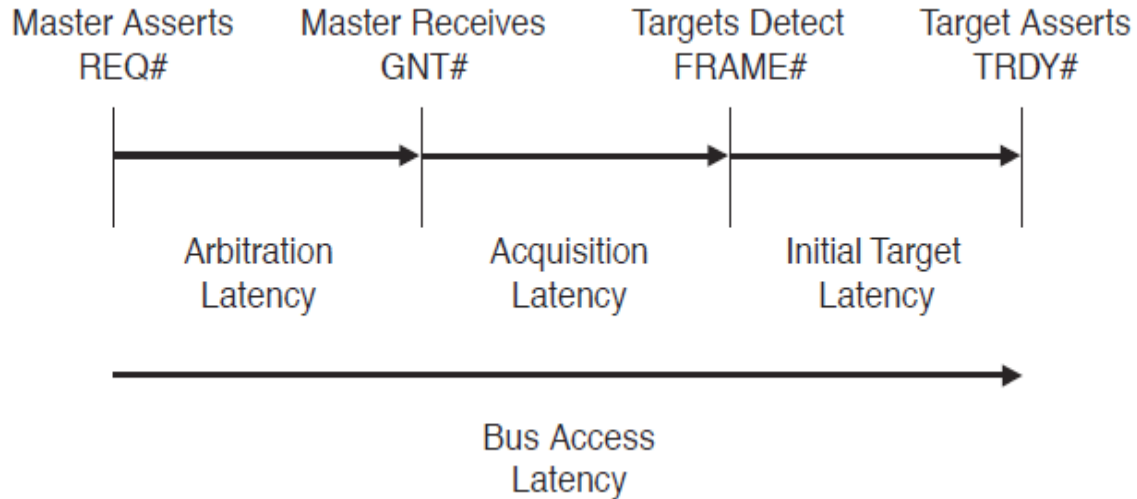 Master Asserts
REQ#
Master Receives
GNT#
Targets Detect
FRAME#
Target Asserts
TRDY#
Arbitration
Latency
Acquisition
Latency
Initial Target
Latency
Bus Access
Latency